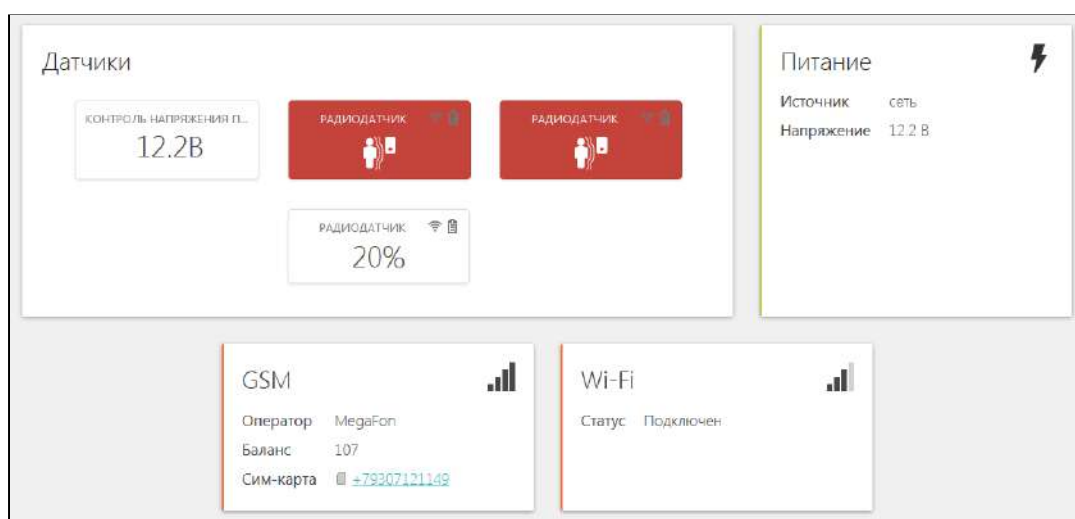 Датчики
КОНТРОЛЬ НАПРЯЖЕНИЯ П...
12.2В
РАДИОДАТЧИК
РАДИОДАТЧИК
РАДИОДАТЧИК
20%
Питание
Источник сеть
Напряжение 12.2 В
GSM
Оператор MegaFon
Баланс 107
Сим-карта +79307121149
Wi-Fi
Статус Подключен